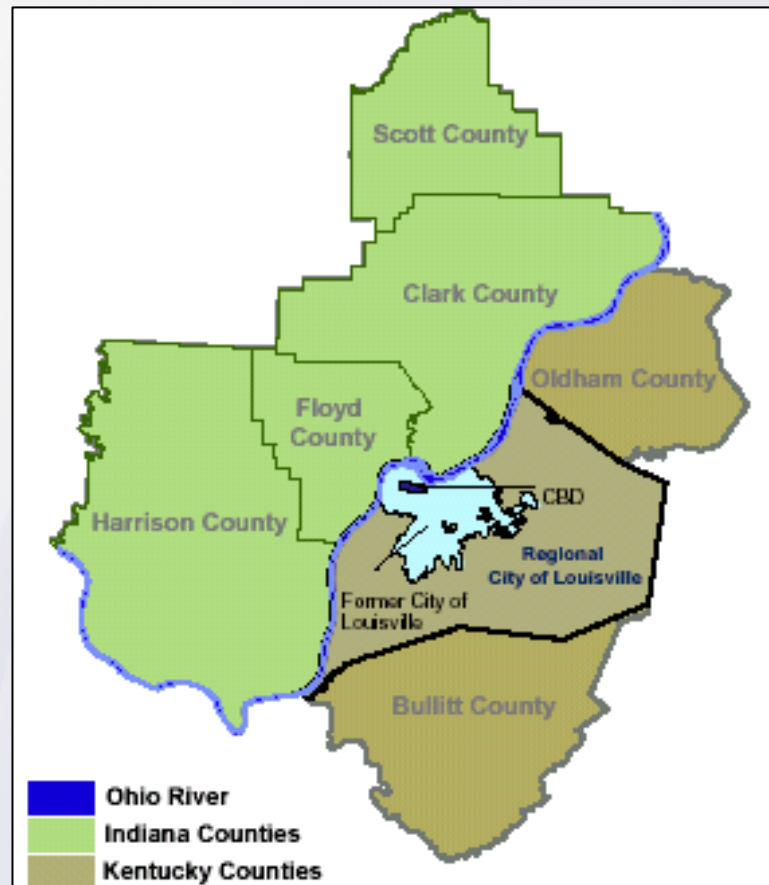 Scott County
Clark County
Oldham County
Floyd
County
CBD
Harrison County
Regional
City of Louisville
Former City of
Louisville
Bullitt County
Ohio River
Indiana Counties
Kentucky Counties